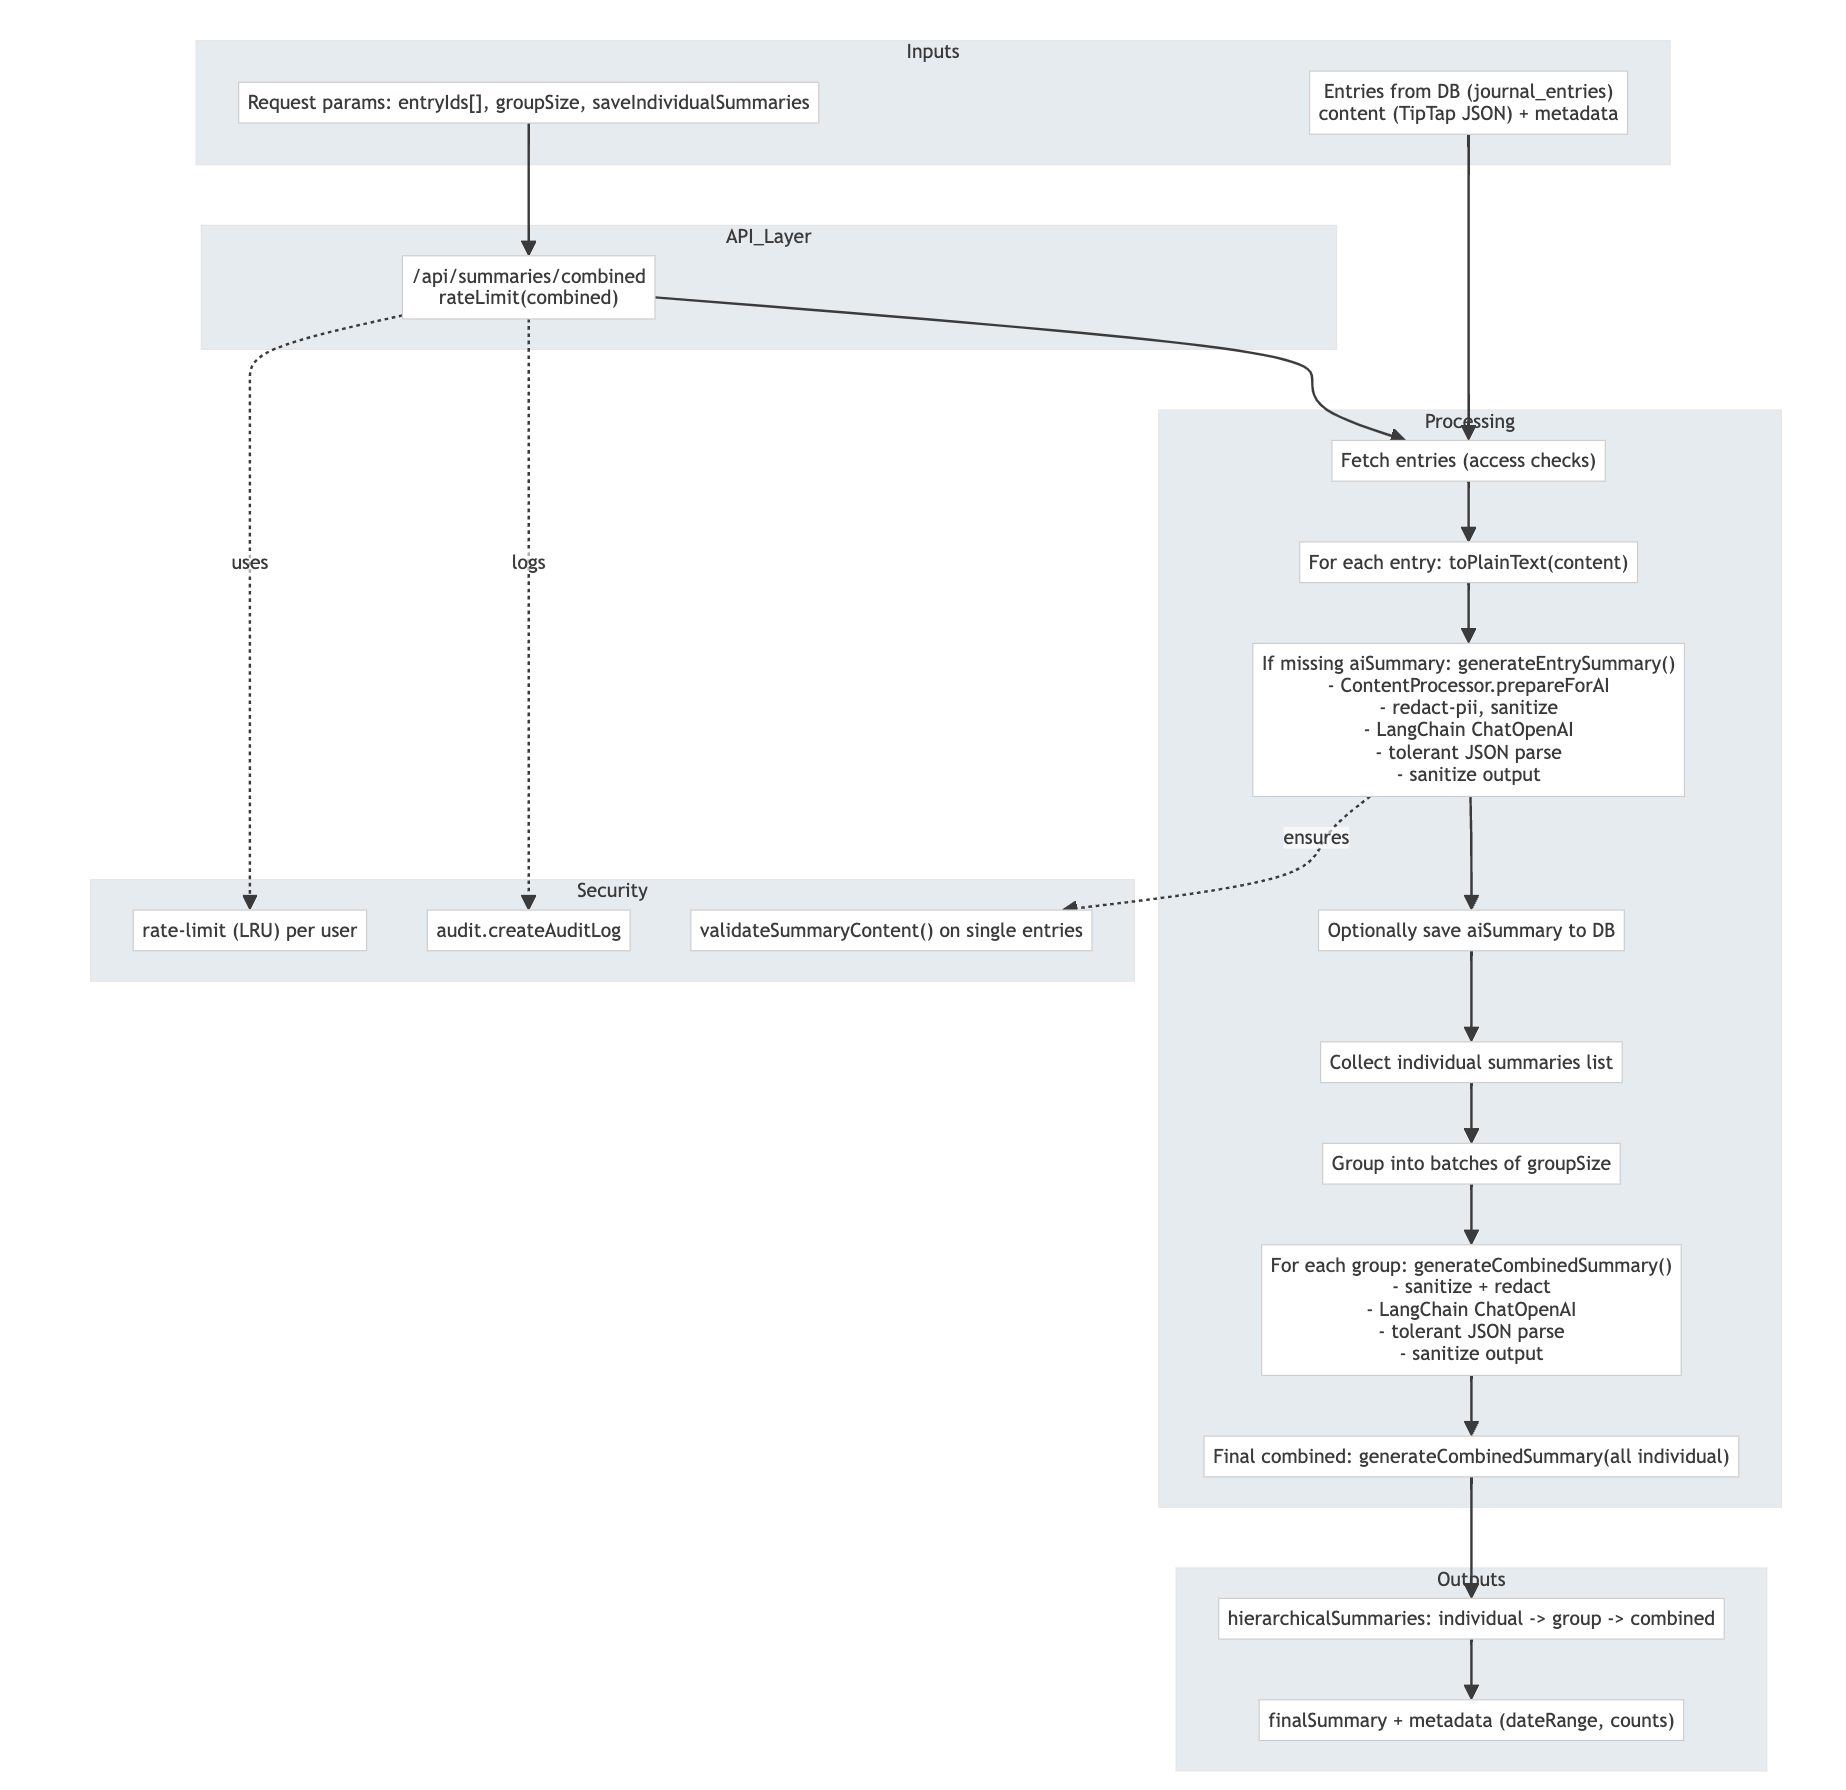 Inputs
Request params: entryIds[], groupSize, saveIndividualSummaries
Entries from DB (journal_entries)
content (TipTap JSON) + metadata
API_Layer
/api/summaries/combined
rateLimit(combined)
Processing
Fetch entries (access checks)
uses
logs
For each entry: toPlainText(content)
If missing aiSummary: generateEntrySummary()
- ContentProcessor.prepareForAI
- redact-pii, sanitize
- LangChain ChatOpenAI
- tolerant JSON parse
- sanitize output
ensures
Security
rate-limit (LRU) per user
audit.createAuditLog
validateSummaryContent() on single entries
Optionally save aiSummary to DB
Collect individual summaries list
Group into batches of groupSize
For each group: generateCombinedSummary()
- sanitize + redact
- LangChain ChatOpenAI
- tolerant JSON parse
- sanitize output
Final combined: generateCombinedSummary(all individual)
Outputs
hierarchicalSummaries: individual -> group -> combined
finalSummary + metadata (dateRange, counts)